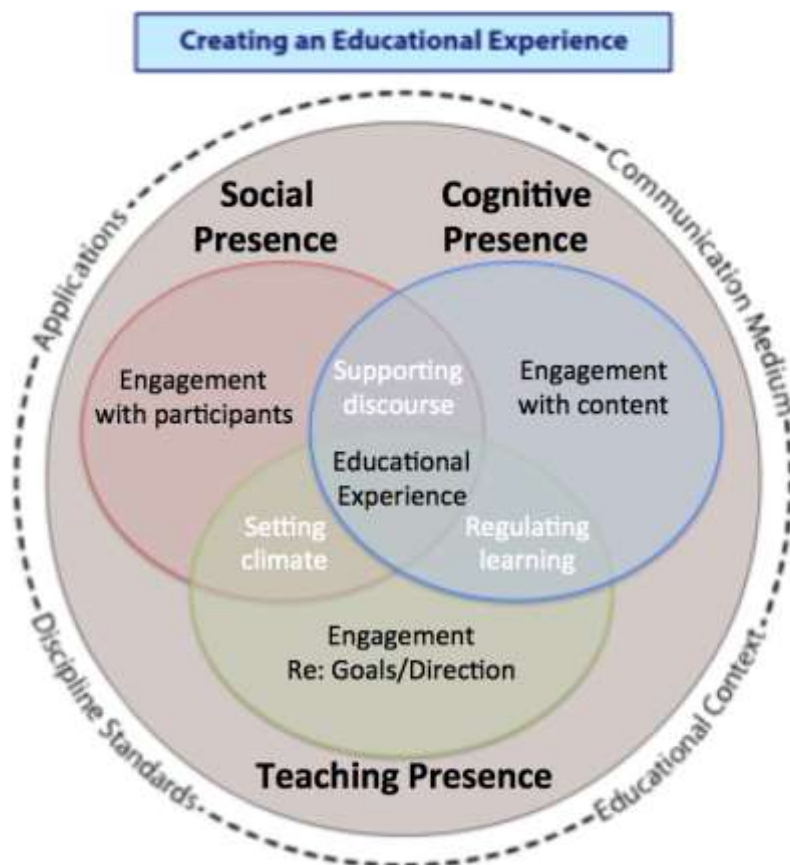 Creating an Educational Experience
Communication Medium
Applications
Social
Presence
Cognitive
Presence
Engagement
with participants
Supporting
discourse
Engagement
with content
Educational
Experience
Setting
climate
Regulating
learning
Engagement
Re: Goals/Direction
Teaching Presence
Discipline Standards
Educational Context